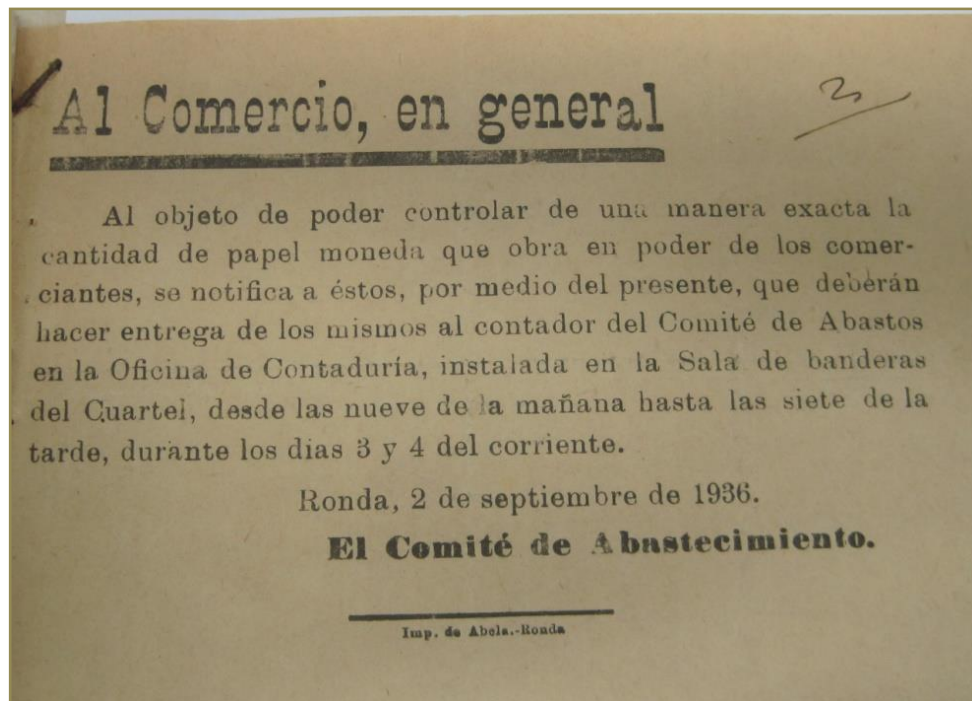 Al Comercio, en general
Al objeto de poder controlar de una manera exacta la
cantidad de papel moneda que obra en poder de los comer-
ciantes, se notifica a éstos, por medio del presente, que deberán
hacer entrega de los mismos al contador del Comité de Abastos
en la Oficina de Contaduría, instalada en la Sala de banderas
del Cuartel, desde las nueve de la mañana hasta las siete de la
tarde, durante los dias 3 y 4 del corriente.
Ronda, 2 de septiembre de 1936.
El Comité de Abastecimiento.
Imp. de Abela.-Ronda